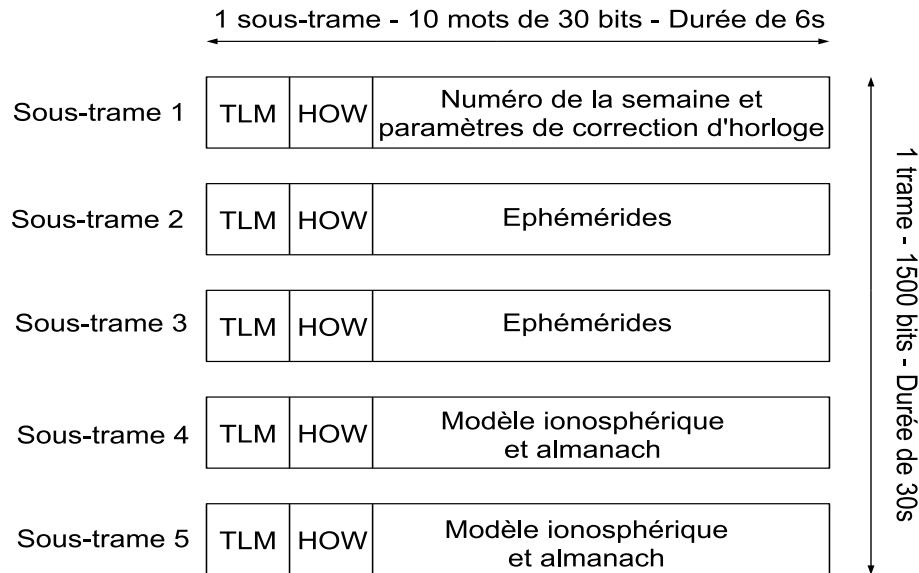 1 sous-trame - 10 mots de 30 bits - Durée de 6s
Sous-trame 1
TLM
HOW
Numéro de la semaine et
paramètres de correction d'horloge
Sous-trame 2
TLM
HOW
Ephémérides
Sous-trame 3
TLM
HOW
Ephémérides
Sous-trame 4
TLM
HOW
Modèle ionosphérique
et almanach
Sous-trame 5
TLM
HOW
Modèle ionosphérique
et almanach
1 trame - 1500 bits - Durée de 30s